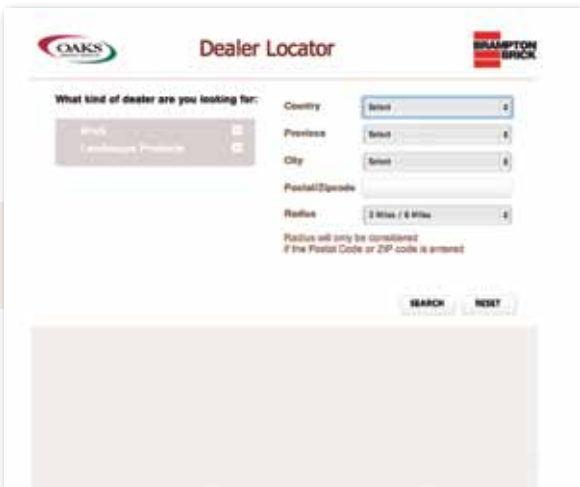 OAKS
Dealer Locator
BRAMPTON
BRICK
What kind of dealer are you looking for:
Brick
Landscape Products
Country
Select
Province
Select
City
Select
Postal/Zipcode
Radius
Radius will only be considered
if the Postal Code or ZIP code is entered
SEARCH
RESET